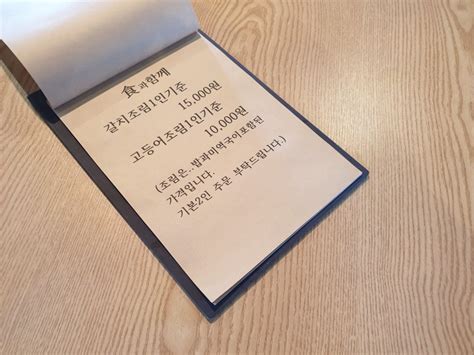 食과함께
갈치조림1인기준
15,000원
고등어조림1인기준
10,000원
(조림은..밥과미역국이포함된
가격입니다.
기본2인 주문 부탁드립니다.)